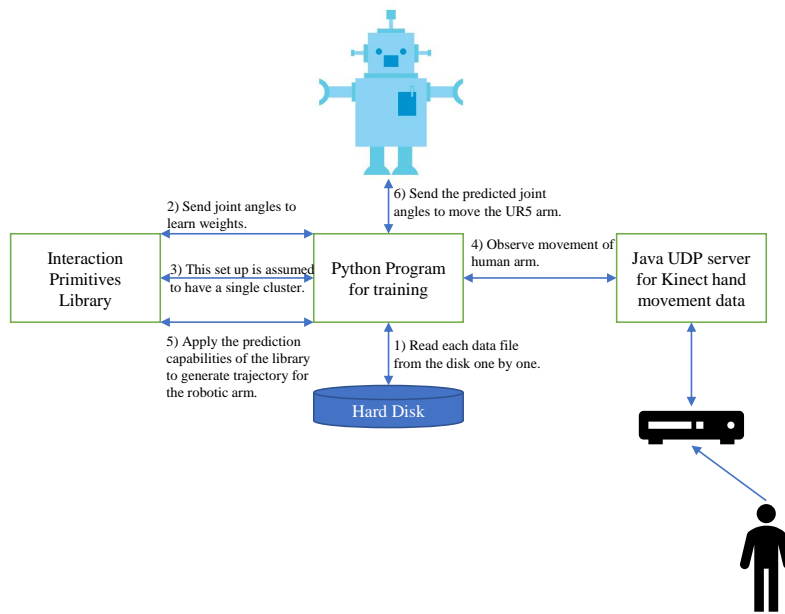 6) Send the predicted joint
angles to move the UR5 arm.
2) Send joint angles to
learn weights.
Interaction
Primitives
Library
3) This set up is assumed
to have a single cluster.
Python Program
for training
4) Observe movement of
human arm.
Java UDP server
for Kinect hand
movement data
5) Apply the prediction
capabilities of the library
to generate trajectory for
the robotic arm.
1) Read each data file
from the disk one by one.
Hard Disk